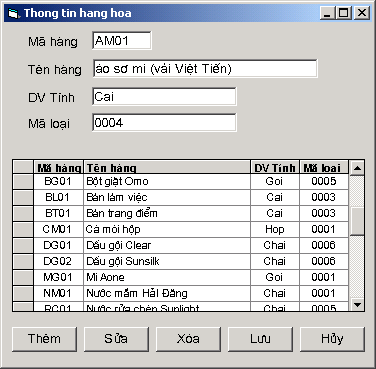 Thong tin hang hoa
Mã hàng AM01
Tên hàng áo sơ mi (vải Việt Tiến)
DV Tính Cai
Mã loại 0004
Mã hàng Tên hàng DV Tính Mã loại
BG01 Bột giặt Omo Goi 0005
BL01 Bàn làm việc Cai 0003
BT01 Bàn trang điểm Cai 0003
CM01 Cá mòi hộp Hop 0001
DG01 Dầu gội Clear Chai 0006
DG02 Dầu gội Sunsilk Chai 0006
MG01 Mì Aone Goi 0001
NM01 Nước mắm Hải Đăng Chai 0001
RC01 Nước rửa chén Sunlight Chai 0005
Thêm Sửa Xóa Lưu Hủy